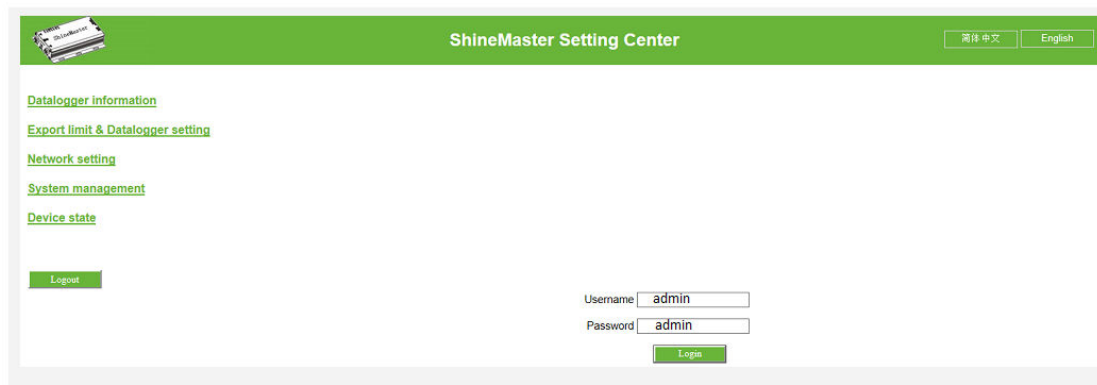 ShineMaster
ShineMaster Setting Center
简体中文
English
Datalogger information
Export limit & Datalogger setting
Network setting
System management
Device state
Logout
Username admin
Password admin
Login